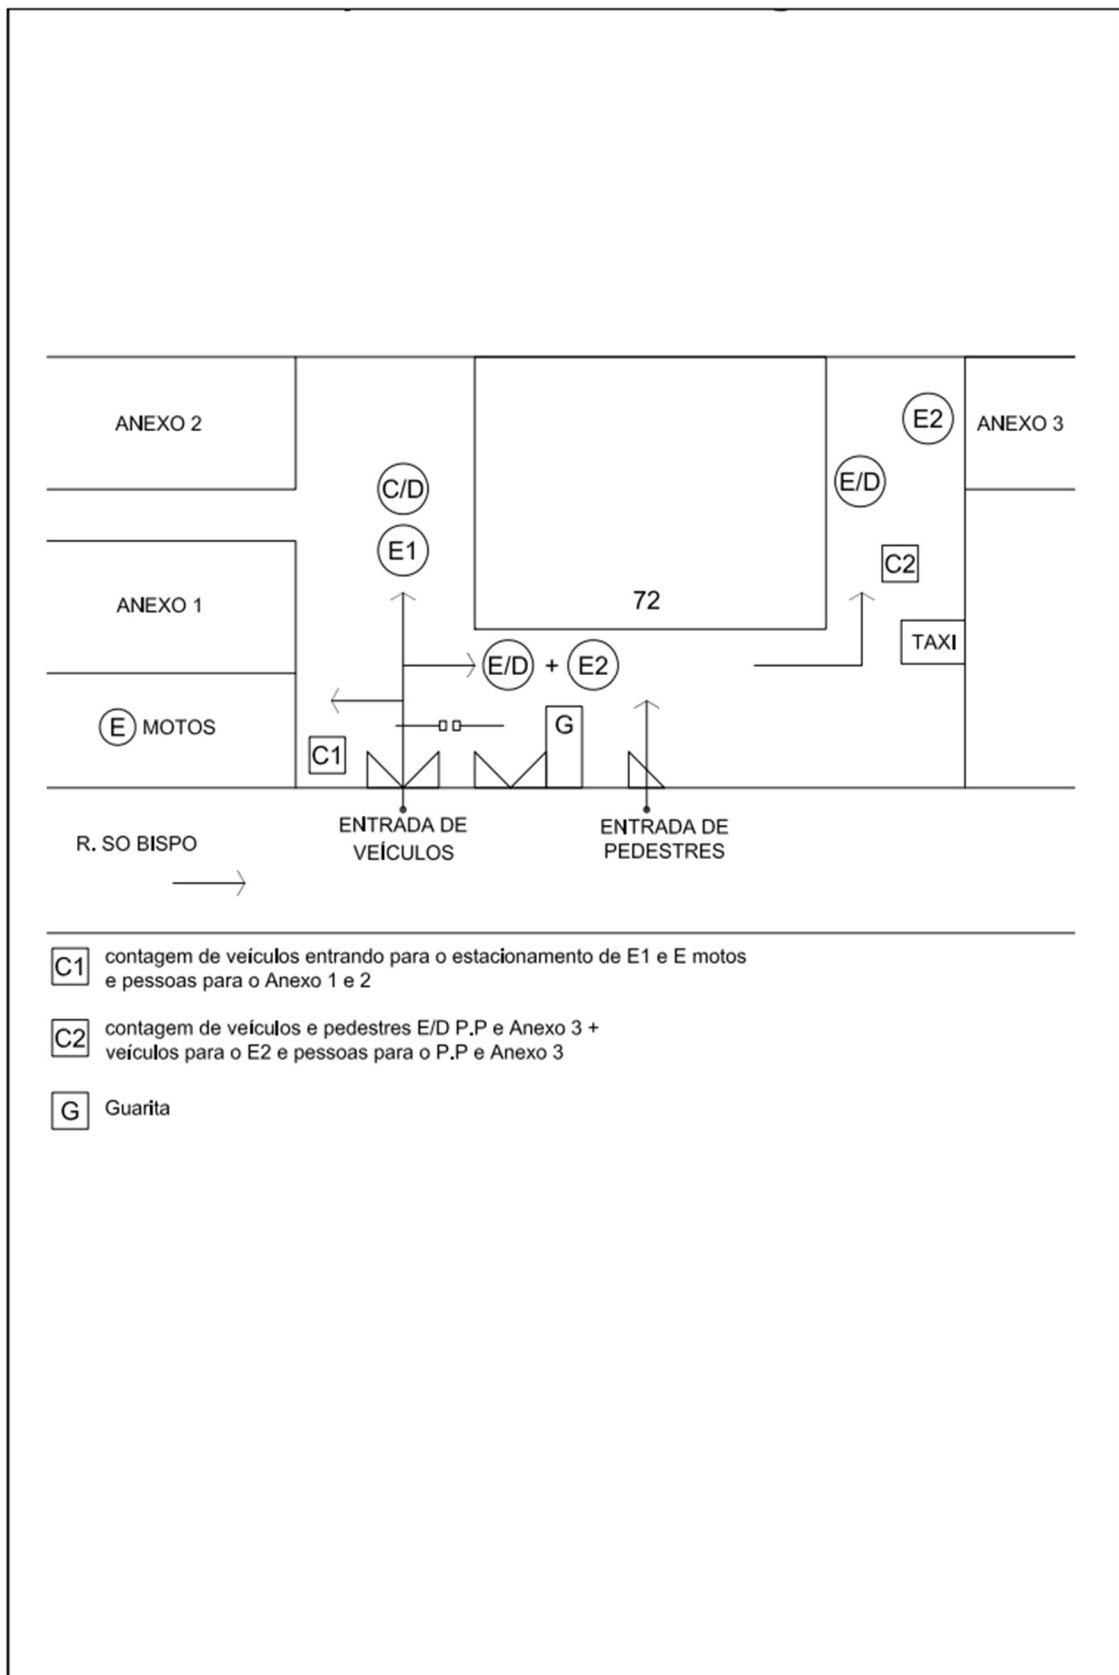 ANEXO 2
E2
ANEXO 3
C/D
E/D
E1
C2
ANEXO 1
72
TAXI
E/D + E2
E MOTOS
G
C1
ENTRADA DE
VEÍCULOS
ENTRADA DE
PEDESTRES
R. SO BISPO
C1 contagem de veículos entrando para o estacionamento de E1 e E motos
e pessoas para o Anexo 1 e 2
C2 contagem de veículos e pedestres E/D P.P e Anexo 3 +
veículos para o E2 e pessoas para o P.P e Anexo 3
G Guarita